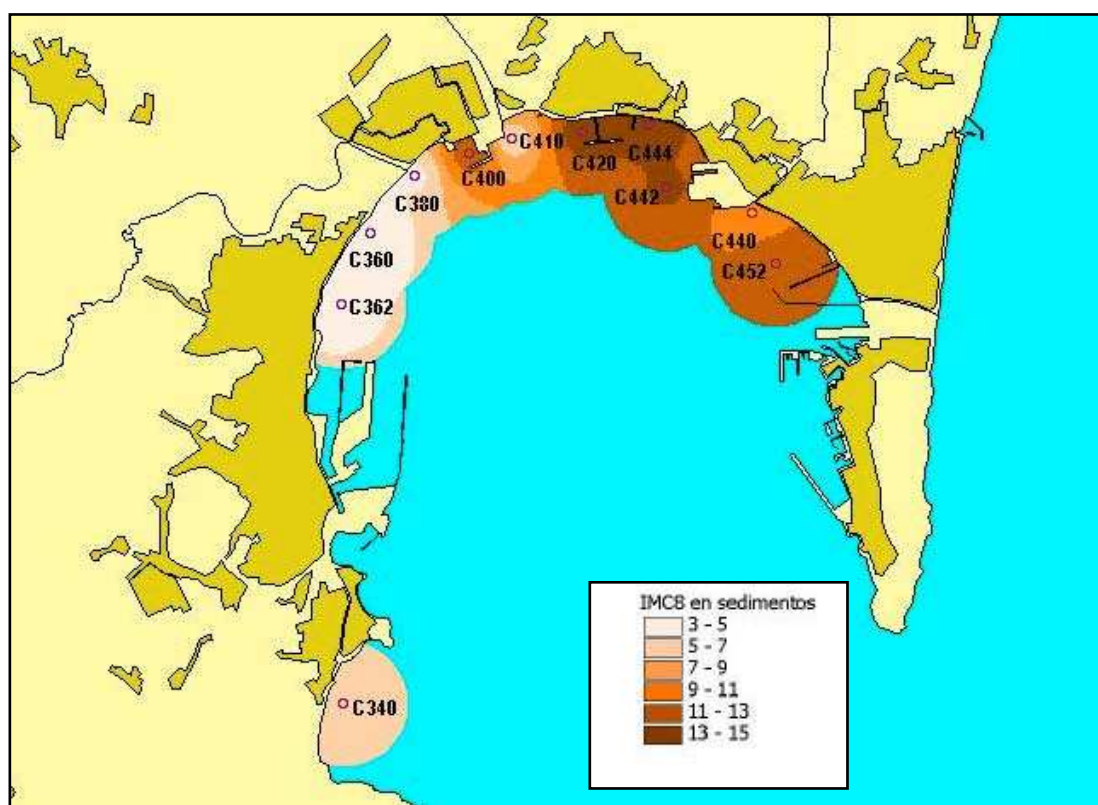 C410
C444
C420
C400
C442
C380
C440
C360
C452
C362
IMC8 en sedimentos
3 - 5
5 - 7
7 - 9
9 - 11
11 - 13
13 - 15
C340